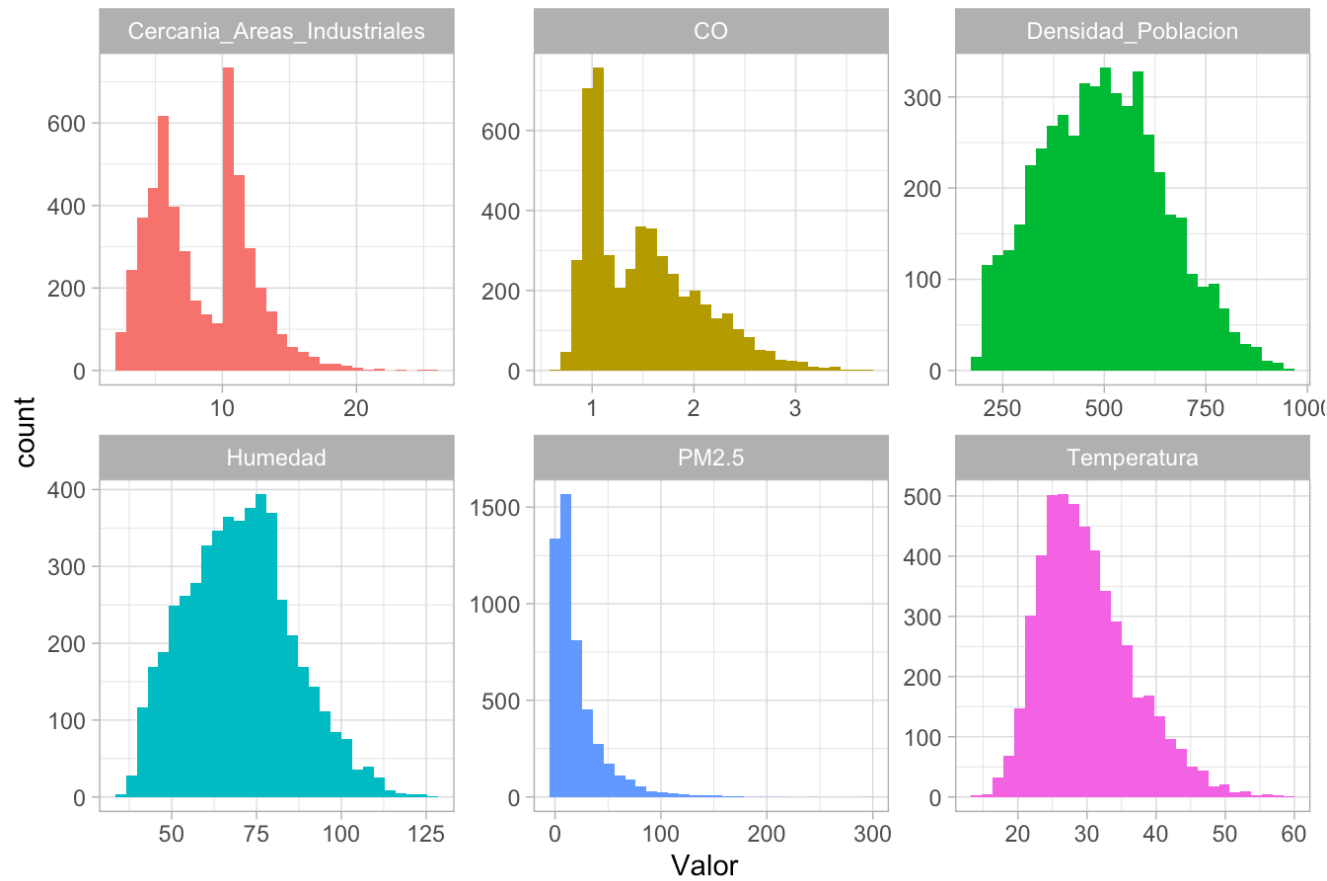 Cercania_Areas_Industriales
CO
Densidad_Poblacion
600
400
200
0
10 20
600
400
200
0
1 2 3
300
200
100
0
250 500 750 1000
count
Humedad
PM2.5
Temperatura
400
300
200
100
0
50 75 100 125
1500
1000
500
0
0 100 200 300
500
400
300
200
100
0
20 30 40 50 60
Valor